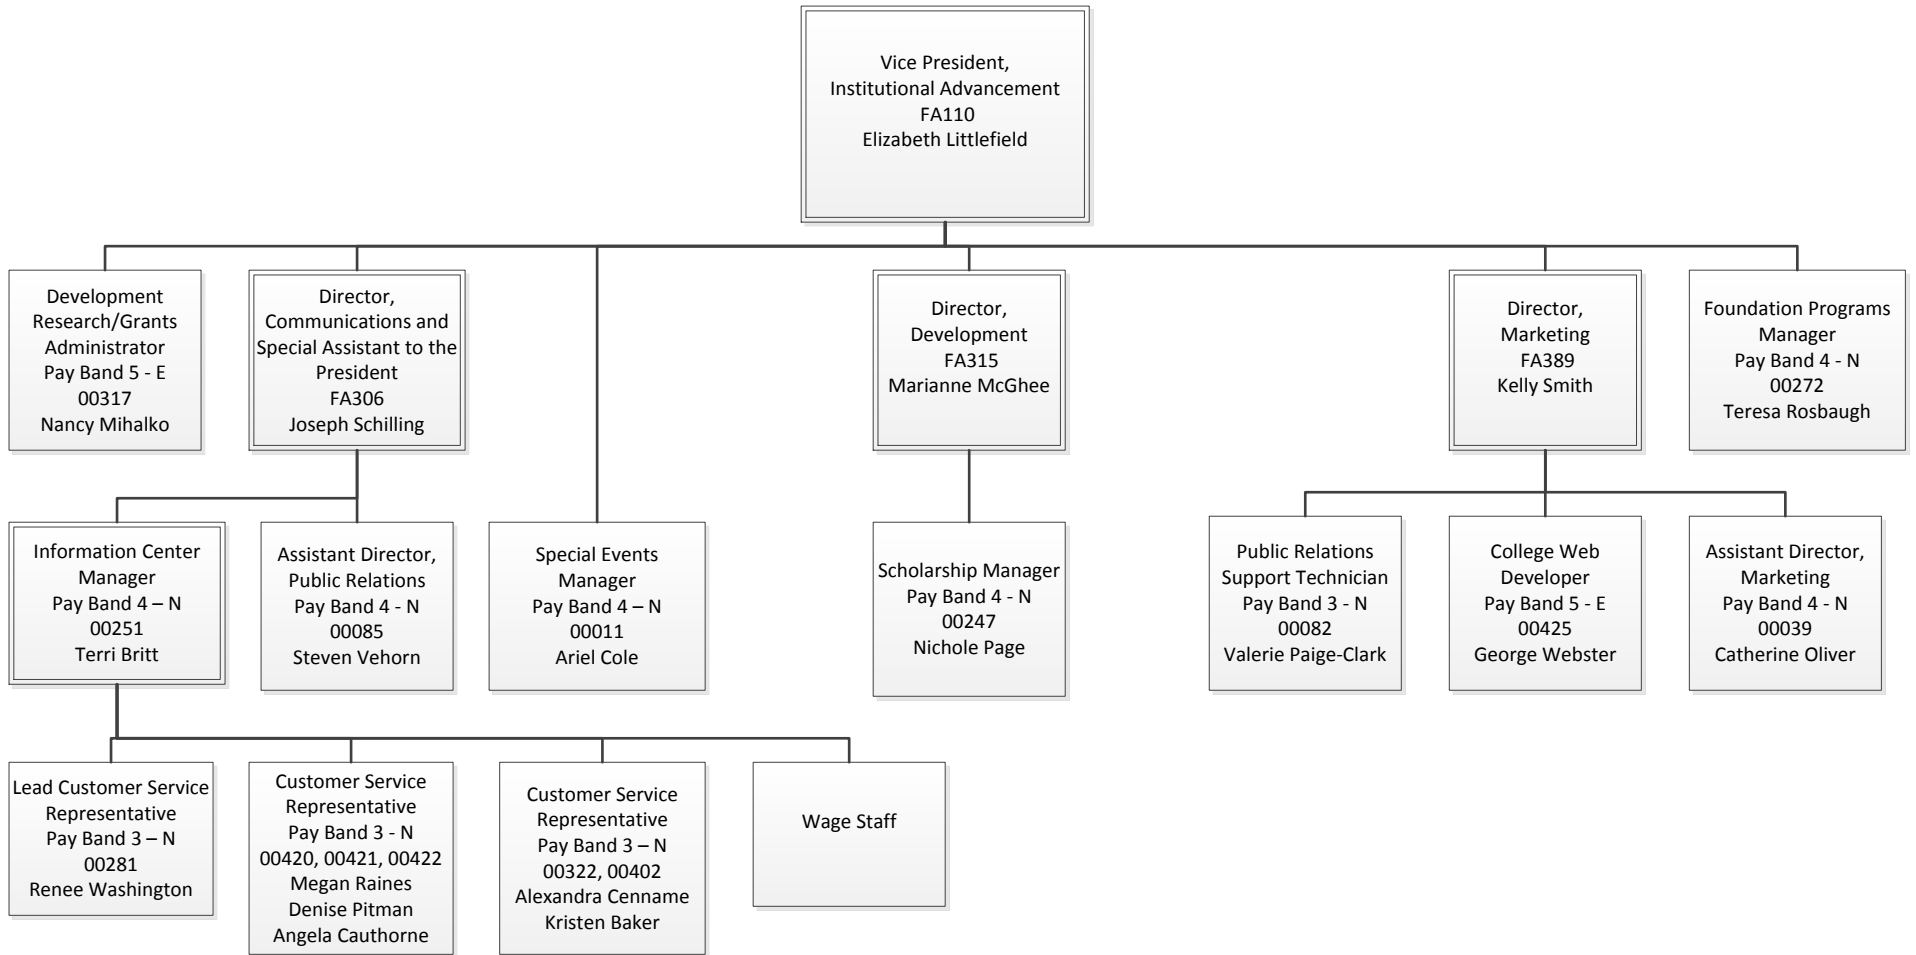 Vice President,
Institutional Advancement
FA110
Elizabeth Littlefield
Development
Research/Grants
Administrator
Pay Band 5 - E
00317
Nancy Mihalko
Director,
Communications and
Special Assistant to the
President
FA306
Joseph Schilling
Director,
Development
FA315
Marianne McGhee
Director,
Marketing
FA389
Kelly Smith
Foundation Programs
Manager
Pay Band 4 - N
00272
Teresa Rosbaugh
Information Center
Manager
Pay Band 4 – N
00251
Terri Britt
Assistant Director,
Public Relations
Pay Band 4 - N
00085
Steven Vehorn
Special Events
Manager
Pay Band 4 – N
00011
Ariel Cole
Scholarship Manager
Pay Band 4 - N
00247
Nichole Page
Public Relations
Support Technician
Pay Band 3 - N
00082
Valerie Paige-Clark
College Web
Developer
Pay Band 5 - E
00425
George Webster
Assistant Director,
Marketing
Pay Band 4 - N
00039
Catherine Oliver
Lead Customer Service
Representative
Pay Band 3 – N
00281
Renee Washington
Customer Service
Representative
Pay Band 3 - N
00420, 00421, 00422
Megan Raines
Denise Pitman
Angela Cauthorne
Customer Service
Representative
Pay Band 3 – N
00322, 00402
Alexandra Cenname
Kristen Baker
Wage Staff